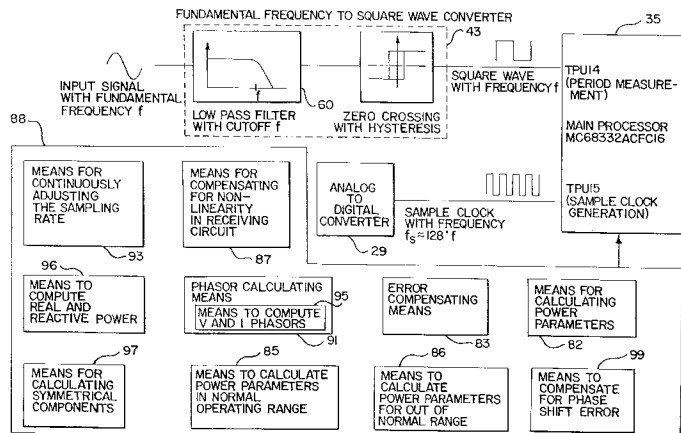 FUNDAMENTAL FREQUENCY TO SQUARE WAVE CONVERTER
43
35
INPUT SIGNAL
WITH FUNDAMENTAL
FREQUENCY f
f
60
LOW PASS FILTER
WITH CUTOFF f
ZERO CROSSING
WITH HYSTERESIS
SQUARE WAVE
WITH FREQUENCY f
TPU14
(PERIOD MEASURE-
MENT)
MAIN PROCESSOR
MC68332ACFC16
TPU15
(SAMPLE CLOCK
GENERATION)
88
MEANS FOR
CONTINUOUSLY
ADJUSTING
THE SAMPLING
RATE
93
MEANS FOR
COMPENSATING
FOR NON-
LINEARITY
IN RECEIVING
CIRCUIT
87
ANALOG
TO
DIGITAL
CONVERTER
29
SAMPLE CLOCK
WITH FREQUENCY
fS≈128*f
96
MEANS TO
COMPUTE
REAL AND
REACTIVE POWER
PHASOR CALCULATING
MEANS
95
MEANS TO COMPUTE
V AND I PHASORS
91
ERROR
COMPENSATING
MEANS
83
MEANS FOR
CALCULATING
POWER
PARAMETERS
82
97
MEANS FOR
CALCULATING
SYMMETRICAL
COMPONENTS
85
MEANS TO CALCULATE
POWER PARAMETERS
IN NORMAL
OPERATING RANGE
86
MEANS TO
CALCULATE
POWER PARAMETERS
FOR OUT OF
NORMAL RANGE
99
MEANS TO
COMPENSATE
FOR PHASE
SHIFT ERROR